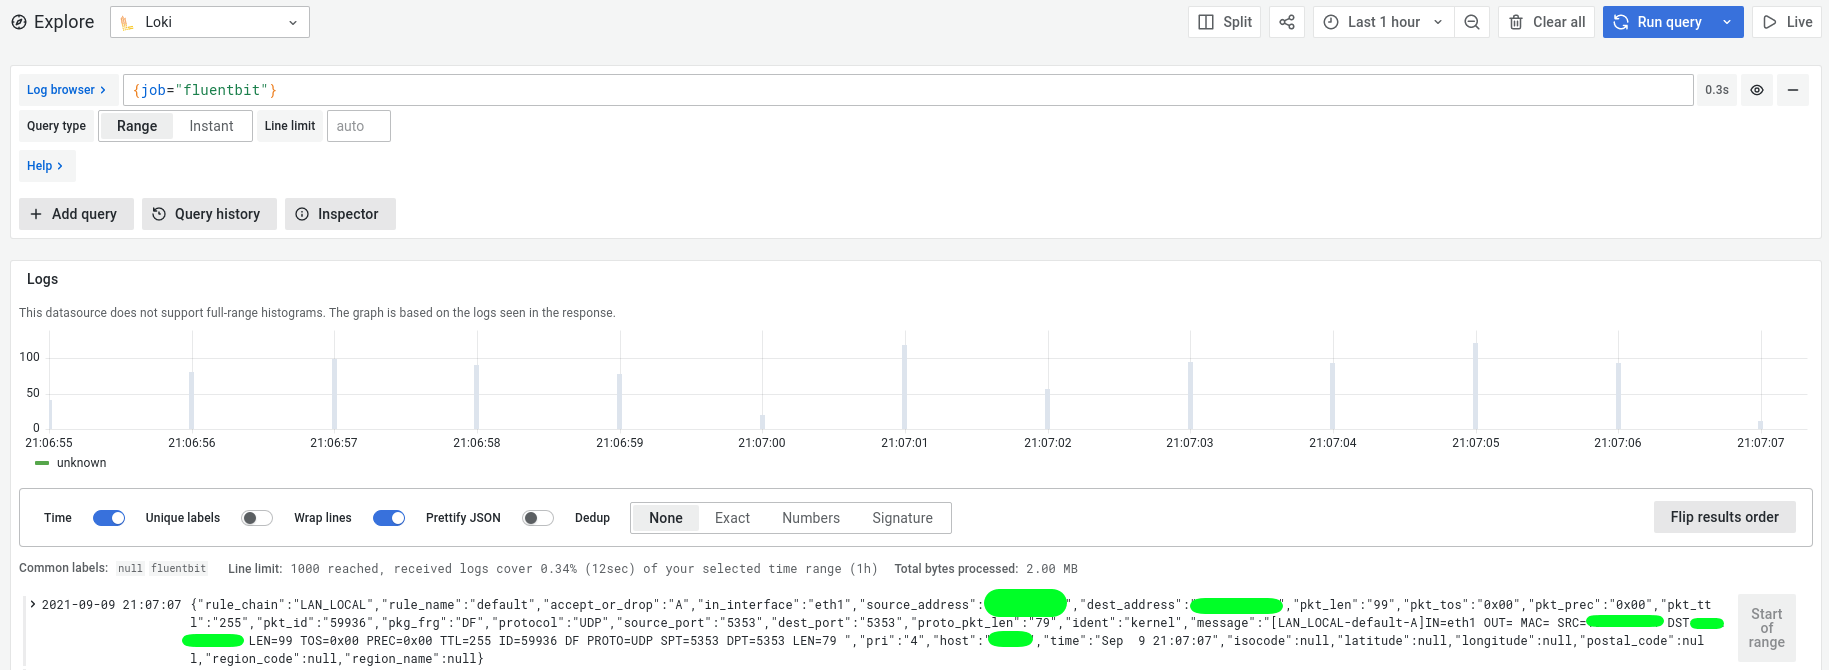 Explore Loki Split Last 1 hour Clear all Run query Live
Log browser > {job="fluentbit"} 0.3s
Query type Range Instant Line limit auto
Help >
+ Add query Query history Inspector
Logs
This datasource does not support full-range histograms. The graph is based on the logs seen in the response.
100
50
0
21:06:55 21:06:56 21:06:57 21:06:58 21:06:59 21:07:00 21:07:01 21:07:02 21:07:03 21:07:04 21:07:05 21:07:06 21:07:07
unknown
Time Unique labels Wrap lines Prettify JSON Dedup None Exact Numbers Signature Flip results order
Common labels: null fluentbit Line limit: 1000 reached, received logs cover 0.34% (12sec) of your selected time range (1h) Total bytes processed: 2.00 MB
> 2021-09-09 21:07:07 {"rule_chain":"LAN_LOCAL","rule_name":"default","accept_or_drop":"A","in_interface":"eth1","source_address": ","dest_address":" ","pkt_len":"99","pkt_tos":"0x00","pkt_prec":"0x00","pkt_tt
l":"255","pkt_id":"59936","pkg_frg":"DF","protocol":"UDP","source_port":"5353","dest_port":"5353","proto_pkt_len":"79","ident":"kernel","message":"[LAN_LOCAL-default-A]IN=eth1 OUT= MAC= SRC= DST=
LEN=99 TOS=0x00 PREC=0x00 TTL=255 ID=59936 DF PROTO=UDP SPT=5353 DPT=5353 LEN=79 ","pri":"4","host":" ","time":"Sep  9 21:07:07","isocode":null,"latitude":null,"longitude":null,"postal_code":nul
l,"region_code":null,"region_name":null}
Start
of
range